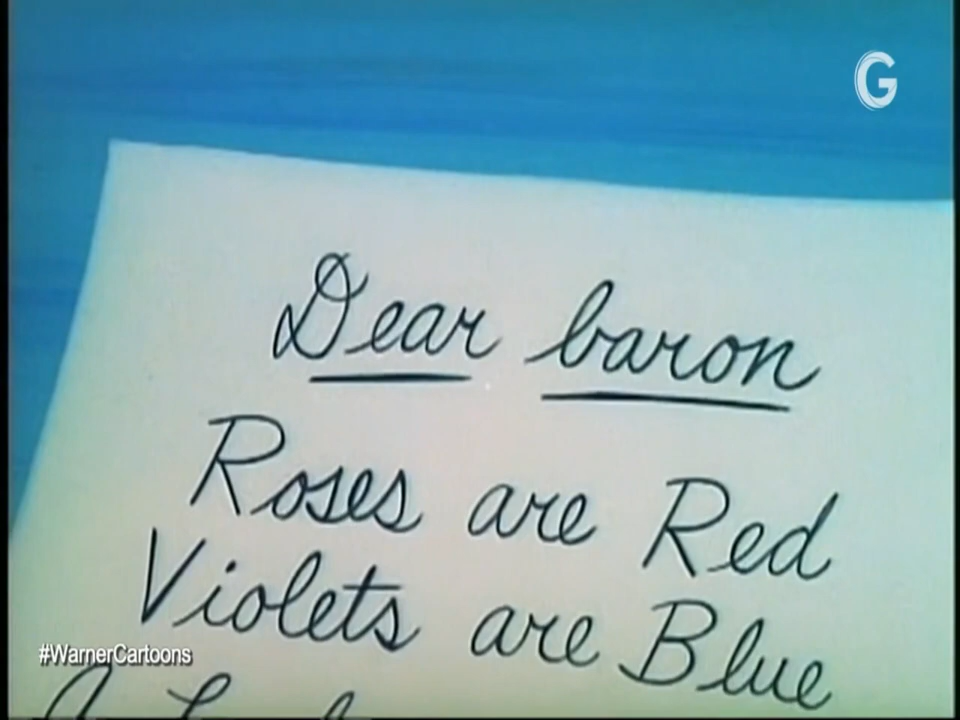 G
Dear baron
Roses are Red
Violets are Blue
#WarnerCartoons